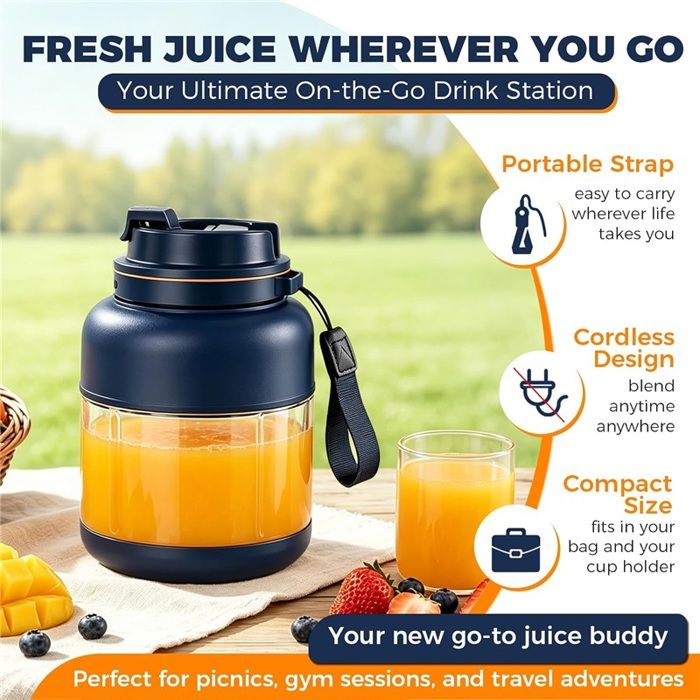 FRESH JUICE WHEREVER YOU GO
Your Ultimate On-the-Go Drink Station
Portable Strap
easy to carry
wherever life
takes you
Cordless
Design
blend
anytime
anywhere
Compact
Size
fits in your
bag and your
cup holder
Your new go-to juice buddy
Perfect for picnics, gym sessions, and travel adventures